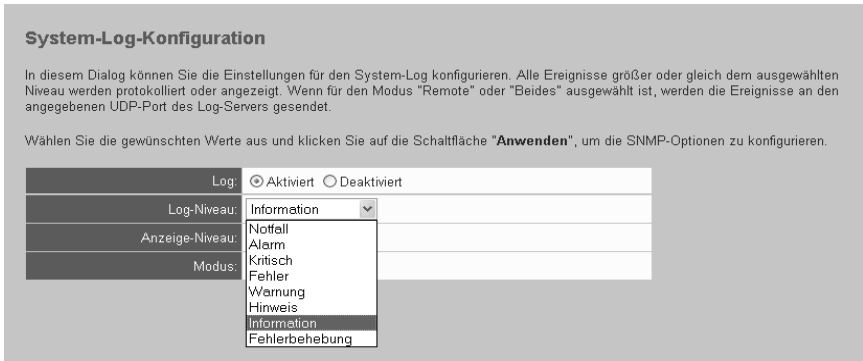 System-Log-Konfiguration
In diesem Dialog können Sie die Einstellungen für den System-Log konfigurieren. Alle Ereignisse größer oder gleich dem ausgewählten
Niveau werden protokolliert oder angezeigt. Wenn für den Modus "Remote" oder "Beides" ausgewählt ist, werden die Ereignisse an den
angegebenen UDP-Port des Log-Servers gesendet.
Wählen Sie die gewünschten Werte aus und klicken Sie auf die Schaltfläche "Anwenden", um die SNMP-Optionen zu konfigurieren.
Log: Aktiviert Deaktiviert
Log-Niveau: Information
Anzeige-Niveau:
Modus:
Notfall
Alarm
Kritisch
Fehler
Warnung
Hinweis
Information
Fehlerbehebung